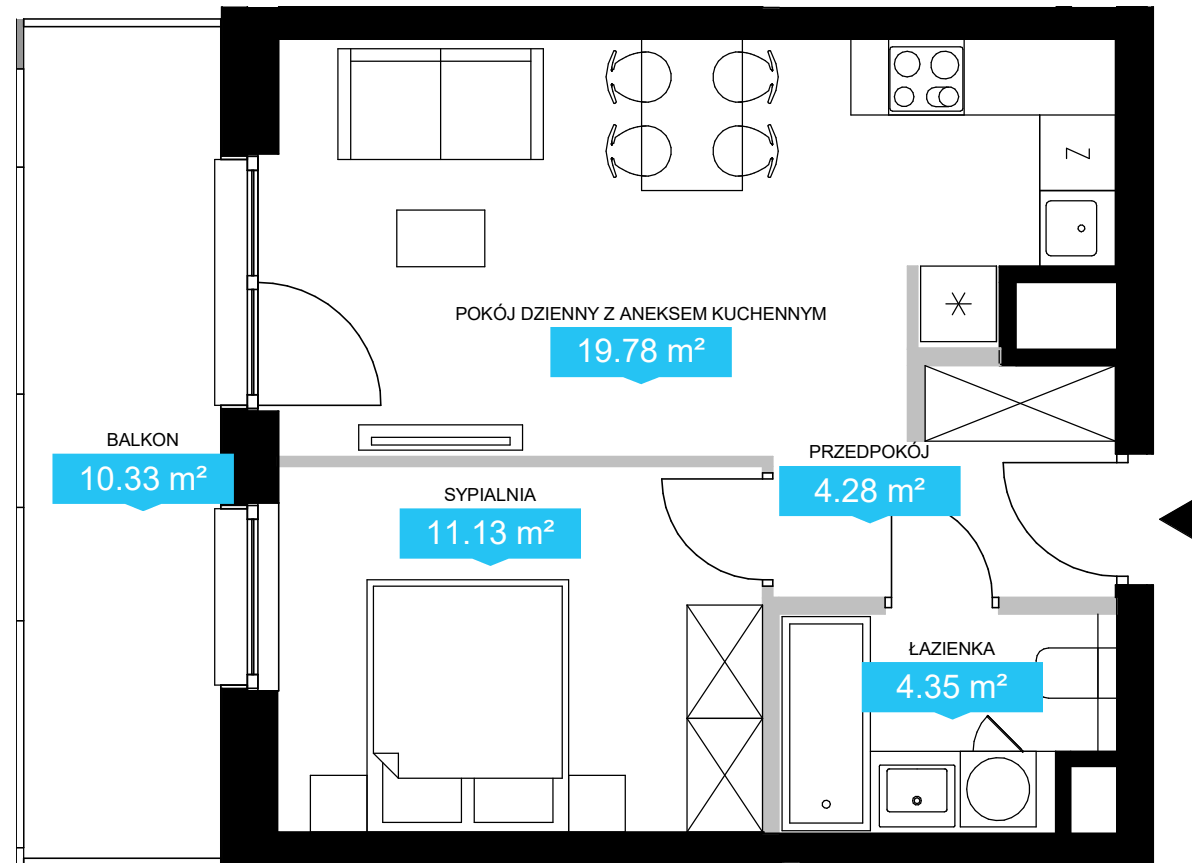 Z
POKÓJ DZIENNY Z ANEKSEM KUCHENNYM
19.78 m²
BALKON
10.33 m²
PRZEDPOKÓJ
4.28 m²
SYPIALNIA
11.13 m²
ŁAZIENKA
4.35 m²